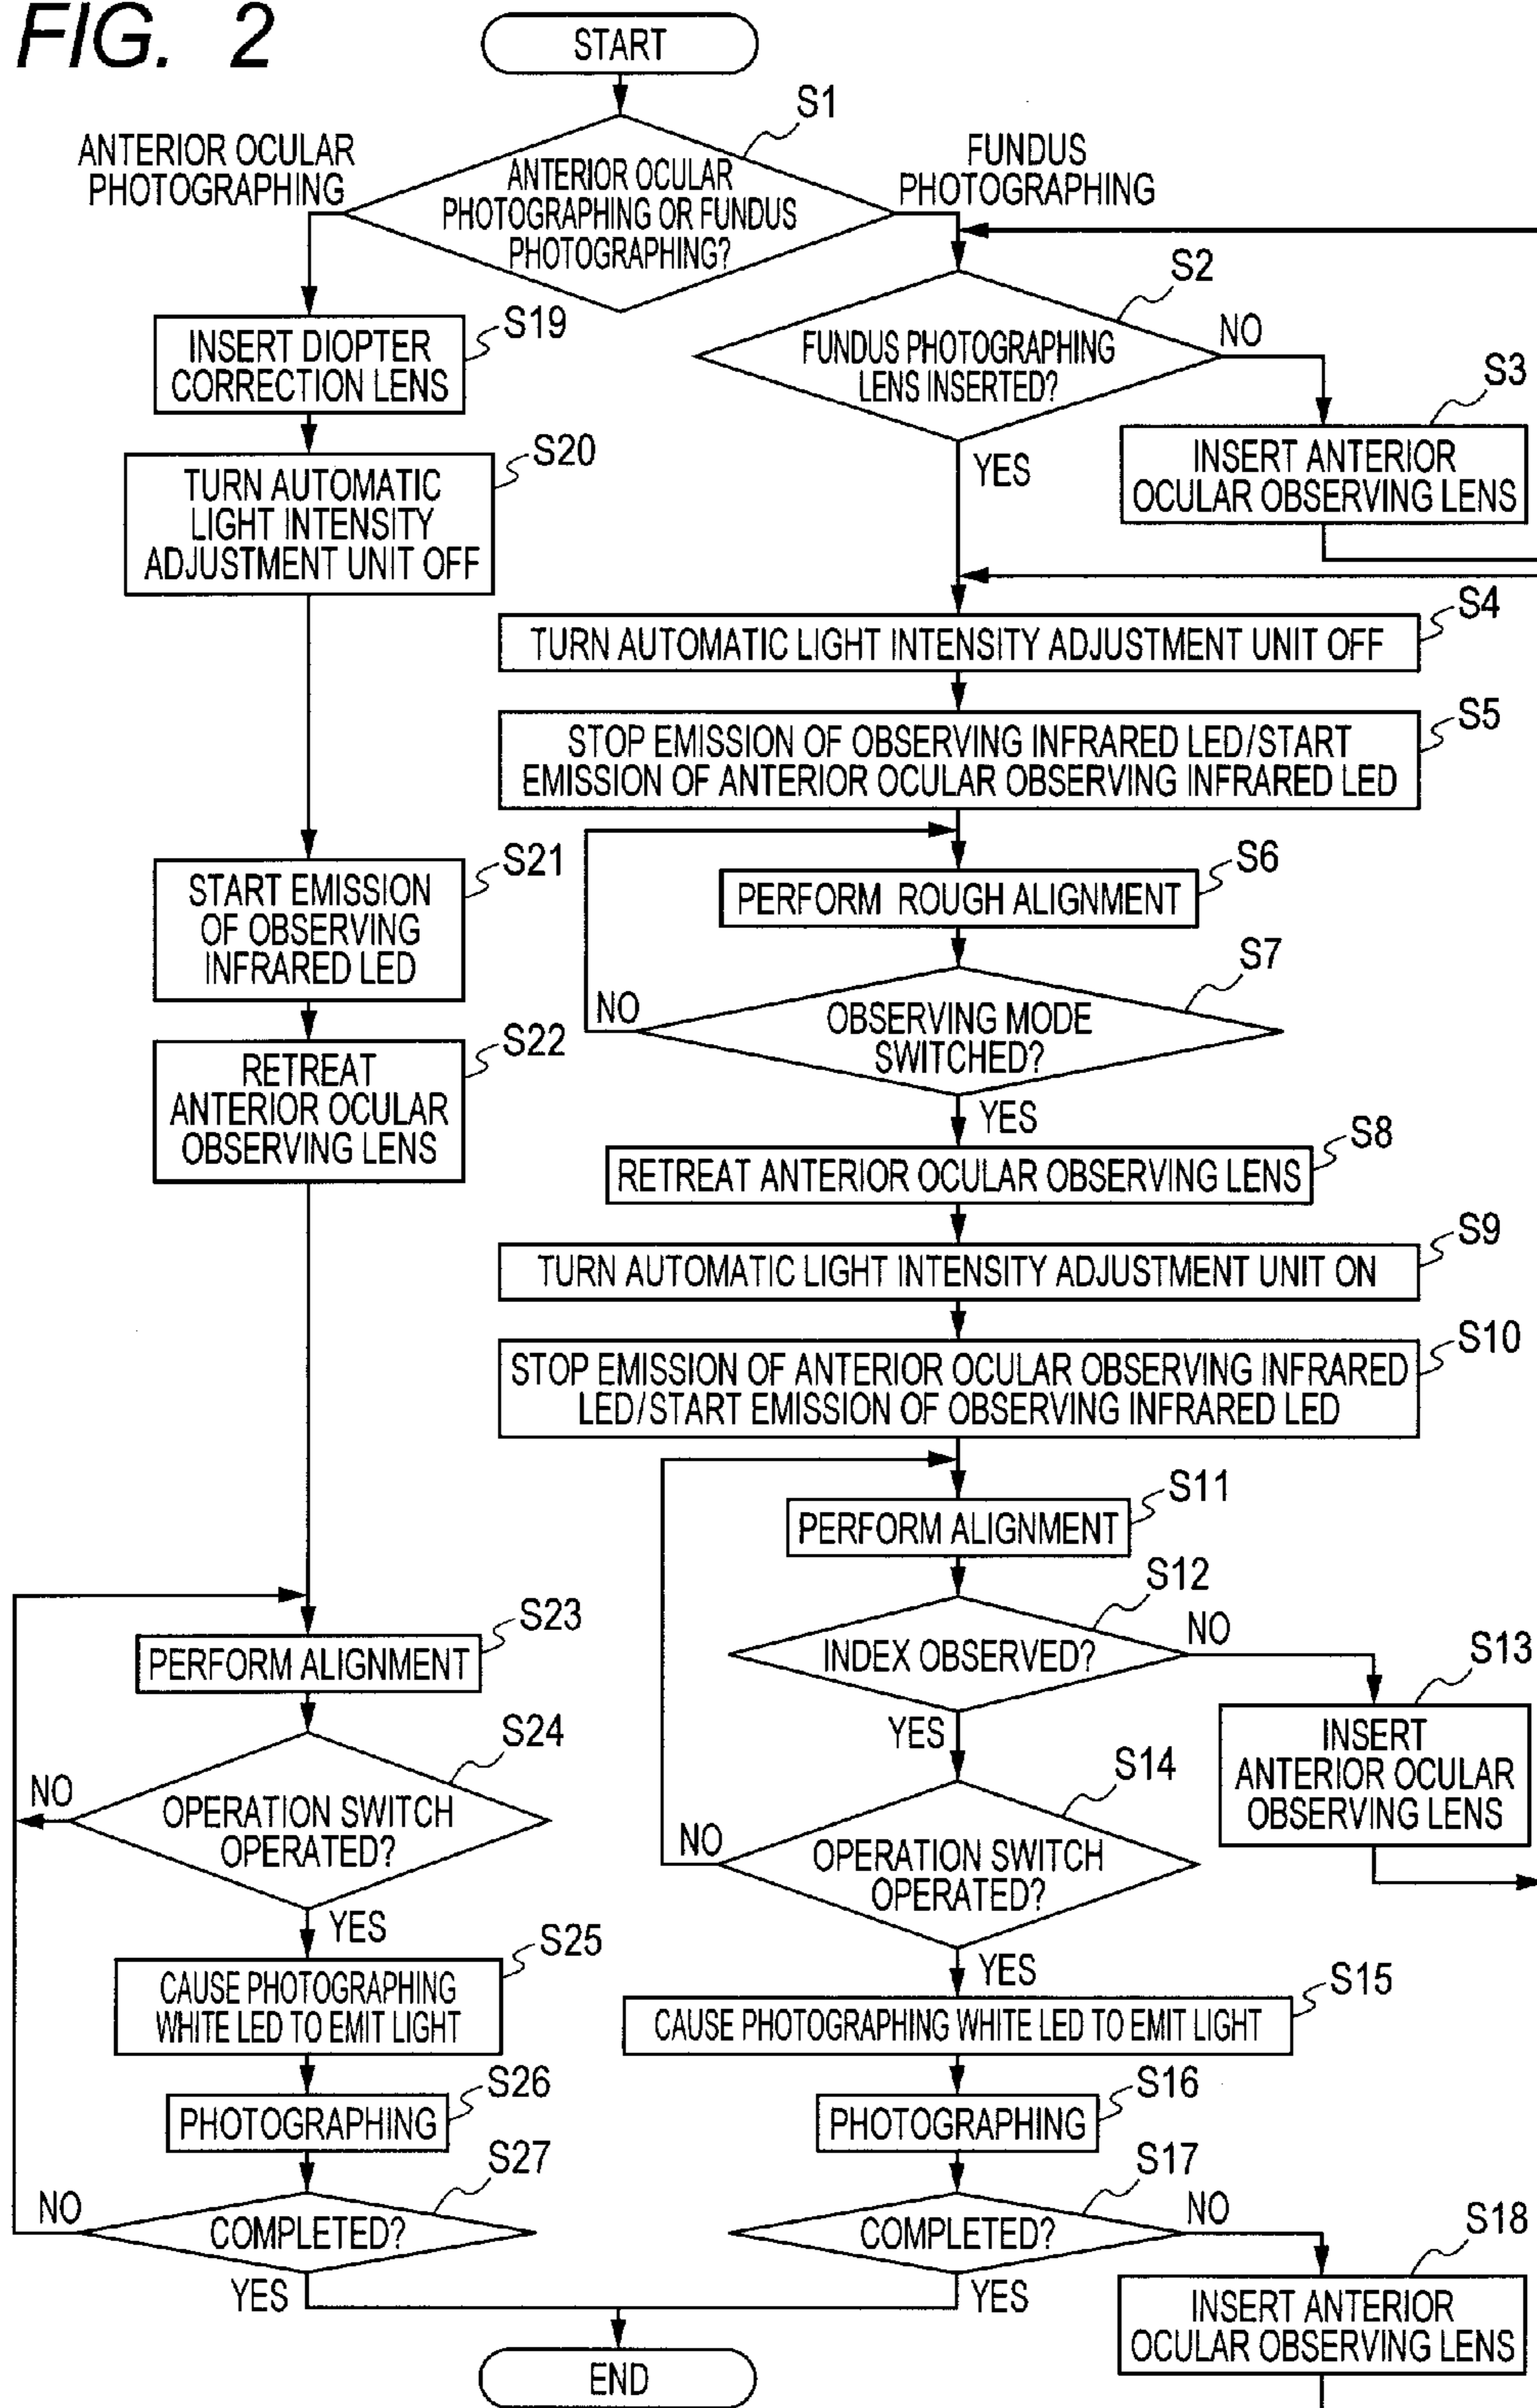 FIG. 2
START
S1
ANTERIOR OCULAR
PHOTOGRAPHING
ANTERIOR OCULAR
PHOTOGRAPHING OR FUNDUS
PHOTOGRAPHING?
FUNDUS
PHOTOGRAPHING
S2
FUNDUS PHOTOGRAPHING
LENS INSERTED?
NO
YES
S3
INSERT ANTERIOR
OCULAR OBSERVING LENS
S19
INSERT DIOPTER
CORRECTION LENS
S20
TURN AUTOMATIC
LIGHT INTENSITY
ADJUSTMENT UNIT OFF
S4
TURN AUTOMATIC LIGHT INTENSITY ADJUSTMENT UNIT OFF
S5
STOP EMISSION OF OBSERVING INFRARED LED/START
EMISSION OF ANTERIOR OCULAR OBSERVING INFRARED LED
S21
START EMISSION
OF OBSERVING
INFRARED LED
S6
PERFORM ROUGH ALIGNMENT
S7
OBSERVING MODE
SWITCHED?
NO
YES
S22
RETREAT
ANTERIOR OCULAR
OBSERVING LENS
S8
RETREAT ANTERIOR OCULAR OBSERVING LENS
S9
TURN AUTOMATIC LIGHT INTENSITY ADJUSTMENT UNIT ON
S10
STOP EMISSION OF ANTERIOR OCULAR OBSERVING INFRARED
LED/START EMISSION OF OBSERVING INFRARED LED
S11
PERFORM ALIGNMENT
S12
INDEX OBSERVED?
NO
YES
S13
INSERT
ANTERIOR OCULAR
OBSERVING LENS
S23
PERFORM ALIGNMENT
S24
OPERATION SWITCH
OPERATED?
NO
YES
S14
OPERATION SWITCH
OPERATED?
NO
YES
S25
CAUSE PHOTOGRAPHING
WHITE LED TO EMIT LIGHT
S15
CAUSE PHOTOGRAPHING WHITE LED TO EMIT LIGHT
S26
PHOTOGRAPHING
S16
PHOTOGRAPHING
S27
COMPLETED?
NO
YES
S17
COMPLETED?
NO
YES
S18
INSERT ANTERIOR
OCULAR OBSERVING LENS
END